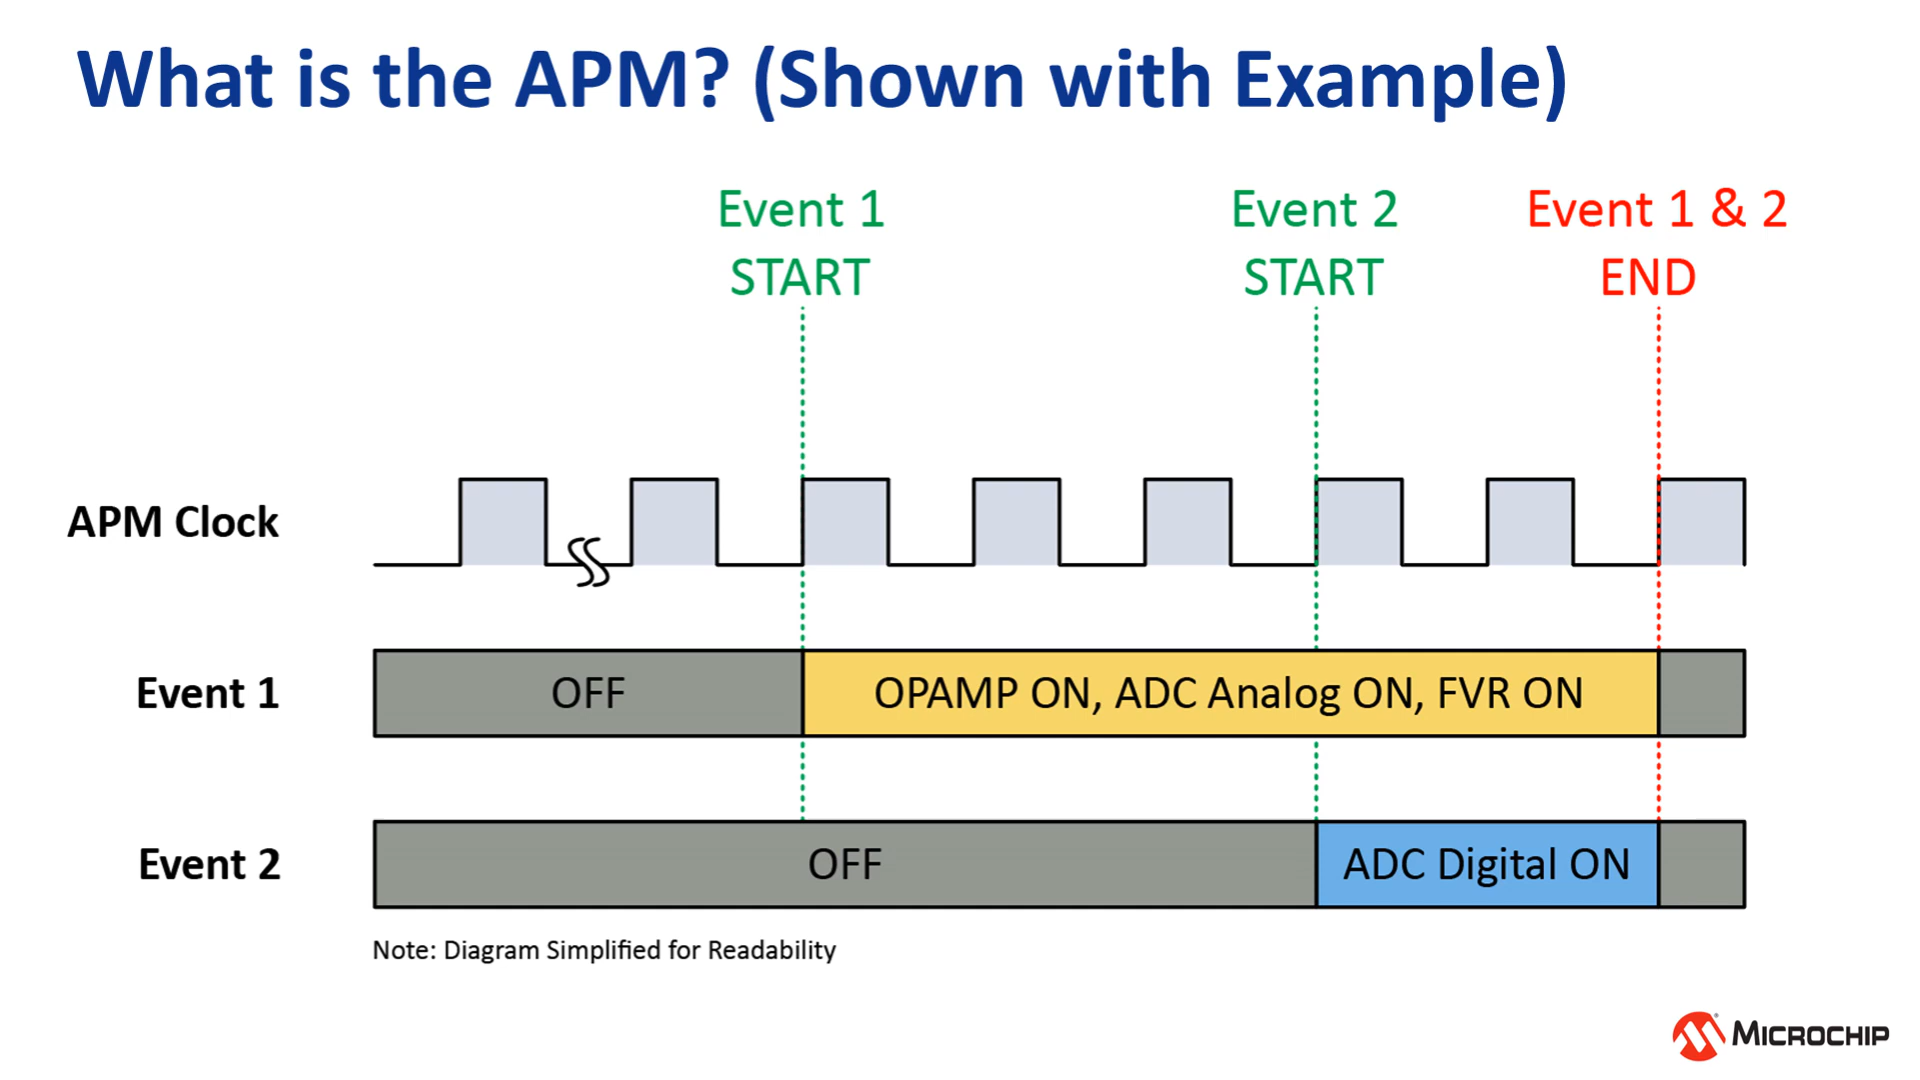 What is the APM? (Shown with Example)
Event 1
START
Event 2
START
Event 1 & 2
END
APM Clock
Event 1
OFF
OPAMP ON, ADC Analog ON, FVR ON
Event 2
OFF
ADC Digital ON
Note: Diagram Simplified for Readability
MICROCHIP